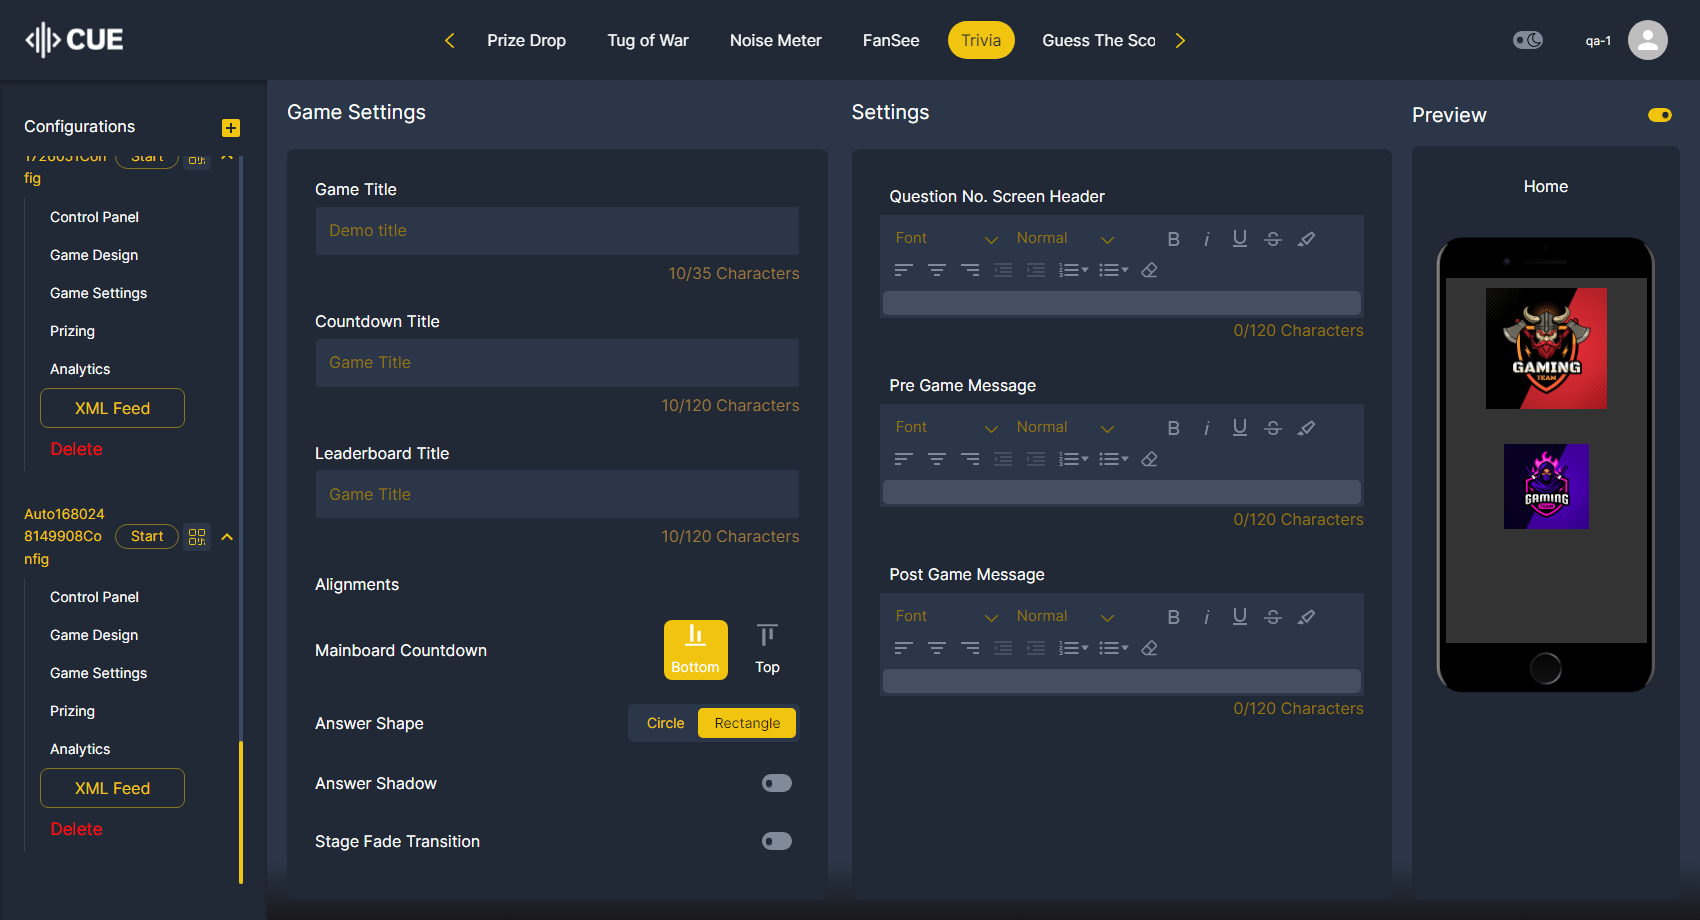 CUE
Prize Drop
Tug of War
Noise Meter
FanSee
Trivia
Guess The Sco
qa-1
Configurations
1726051Con
fig
Start
Control Panel
Game Design
Game Settings
Prizing
Analytics
XML Feed
Delete
Auto168024
8149908Co
nfig
Start
Control Panel
Game Design
Game Settings
Prizing
Analytics
XML Feed
Delete
Game Settings
Game Title
Demo title
10/35 Characters
Countdown Title
Game Title
10/120 Characters
Leaderboard Title
Game Title
10/120 Characters
Alignments
Mainboard Countdown
Bottom
Top
Answer Shape
Circle
Rectangle
Answer Shadow
Stage Fade Transition
Settings
Question No. Screen Header
Font
Normal
0/120 Characters
Pre Game Message
Font
Normal
0/120 Characters
Post Game Message
Font
Normal
0/120 Characters
Preview
Home
GAMING
TEAM
GAMING
TEAM